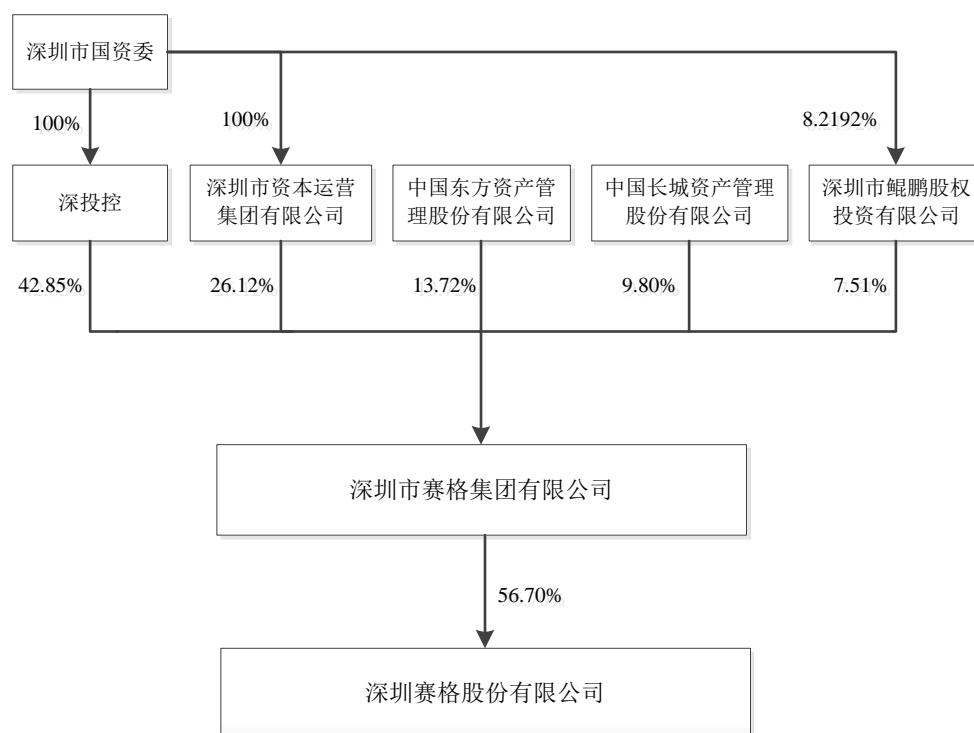 深圳市国资委
100%
100%
8.2192%
深投控
深圳市资本运营
集团有限公司
中国东方资产管
理股份有限公司
中国长城资产管理
股份有限公司
深圳市鲲鹏股权
投资有限公司
42.85%
26.12%
13.72%
9.80%
7.51%
深圳市赛格集团有限公司
56.70%
深圳赛格股份有限公司